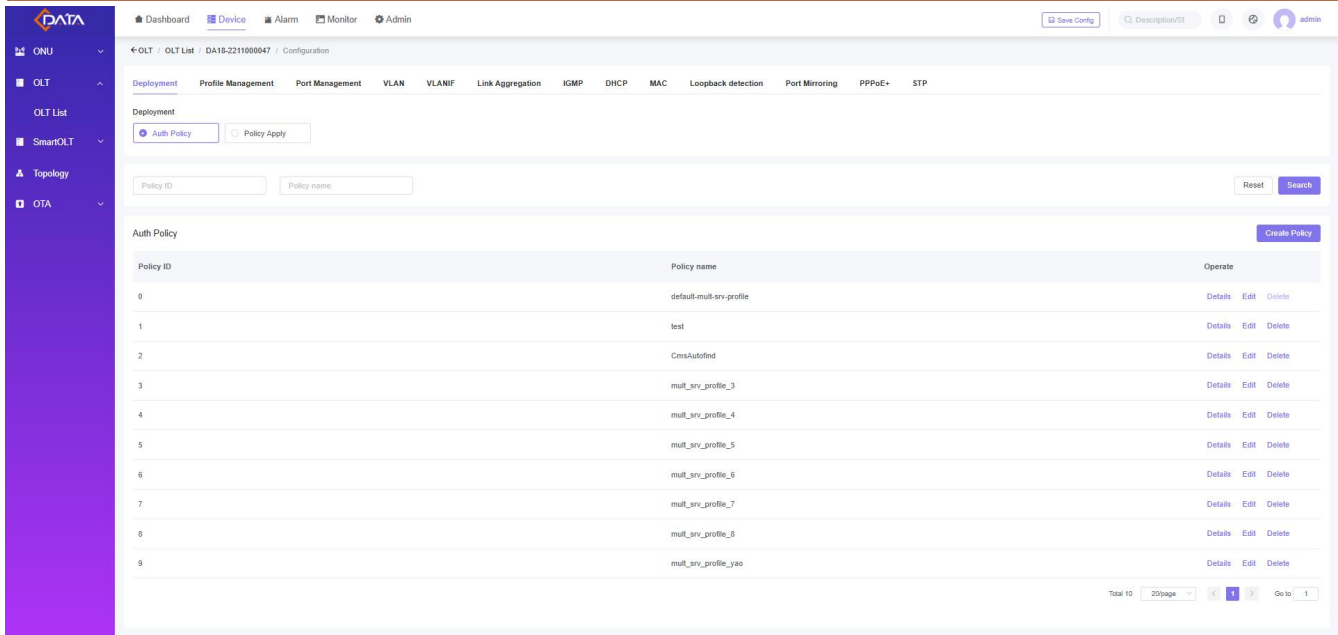 DATA
Dashboard Device Alarm Monitor Admin Save Config Description/Sf admin
ONU
OLT
OLT List
SmartOLT
Topology
OTA
OLT / OLT List / DA18-2211000047 / Configuration
Deployment Profile Management Port Management VLAN VLANIF Link Aggregation IGMP DHCP MAC Loopback detection Port Mirroring PPPoE+ STP
Deployment
Auth Policy Policy Apply
Policy ID Policy name Reset Search
Auth Policy Create Policy
Policy ID Policy name Operate
0 default-mult-srv-profile Details Edit Delete
1 test Details Edit Delete
2 CmsAutofind Details Edit Delete
3 mult_srv_profile_3 Details Edit Delete
4 mult_srv_profile_4 Details Edit Delete
5 mult_srv_profile_5 Details Edit Delete
6 mult_srv_profile_6 Details Edit Delete
7 mult_srv_profile_7 Details Edit Delete
8 mult_srv_profile_8 Details Edit Delete
9 mult_srv_profile_yao Details Edit Delete
Total 10 20/page < 1 > Go to 1